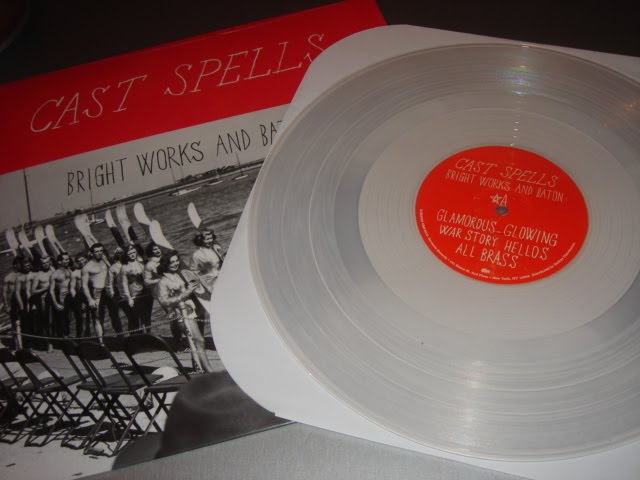 CAST SPELLS
BRIGHT WORKS AND BAT
CAST SPELLS
BRIGHT WORKS AND BATON
A
GLAMOROUS-GLOWING
WAR STORY HELLOS
ALL BRASS